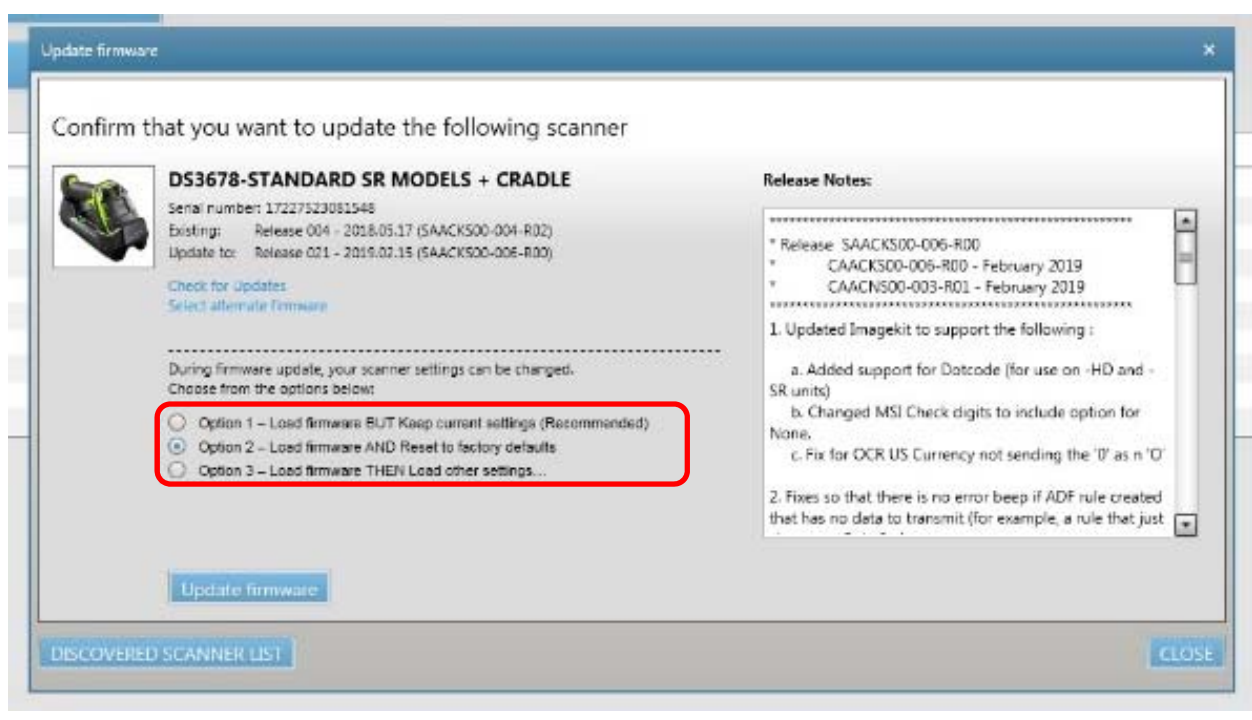 Update firmware
×
Confirm that you want to update the following scanner
DS3678-STANDARD SR MODELS + CRADLE
Serial number: 17227523081548
Existing: Release 004 - 2018.05.17 (SAACKS00-004-R02)
Update to: Release 021 - 2019.02.15 (SAACKS00-006-R00)
Check for Updates
Select alternate firmware
During firmware update, your scanner settings can be changed.
Choose from the options below:
Option 1 – Load firmware BUT Keep current settings (Recommended)
Option 2 – Load firmware AND Reset to factory defaults
Option 3 – Load firmware THEN Load other settings...
Update firmware
Release Notes:
* Release SAACKS00-006-R00
* CAACKS00-006-R00 - February 2019
* CAACNS00-003-R01 - February 2019
1. Updated Imagekit to support the following :
a. Added support for Dotcode (for use on -HD and -
SR units)
b. Changed MSI Check digits to include option for
None.
c. Fix for OCR US Currency not sending the '0' as n 'O'
2. Fixes so that there is no error beep if ADF rule created
that has no data to transmit (for example, a rule that just
DISCOVERED SCANNER LIST
CLOSE